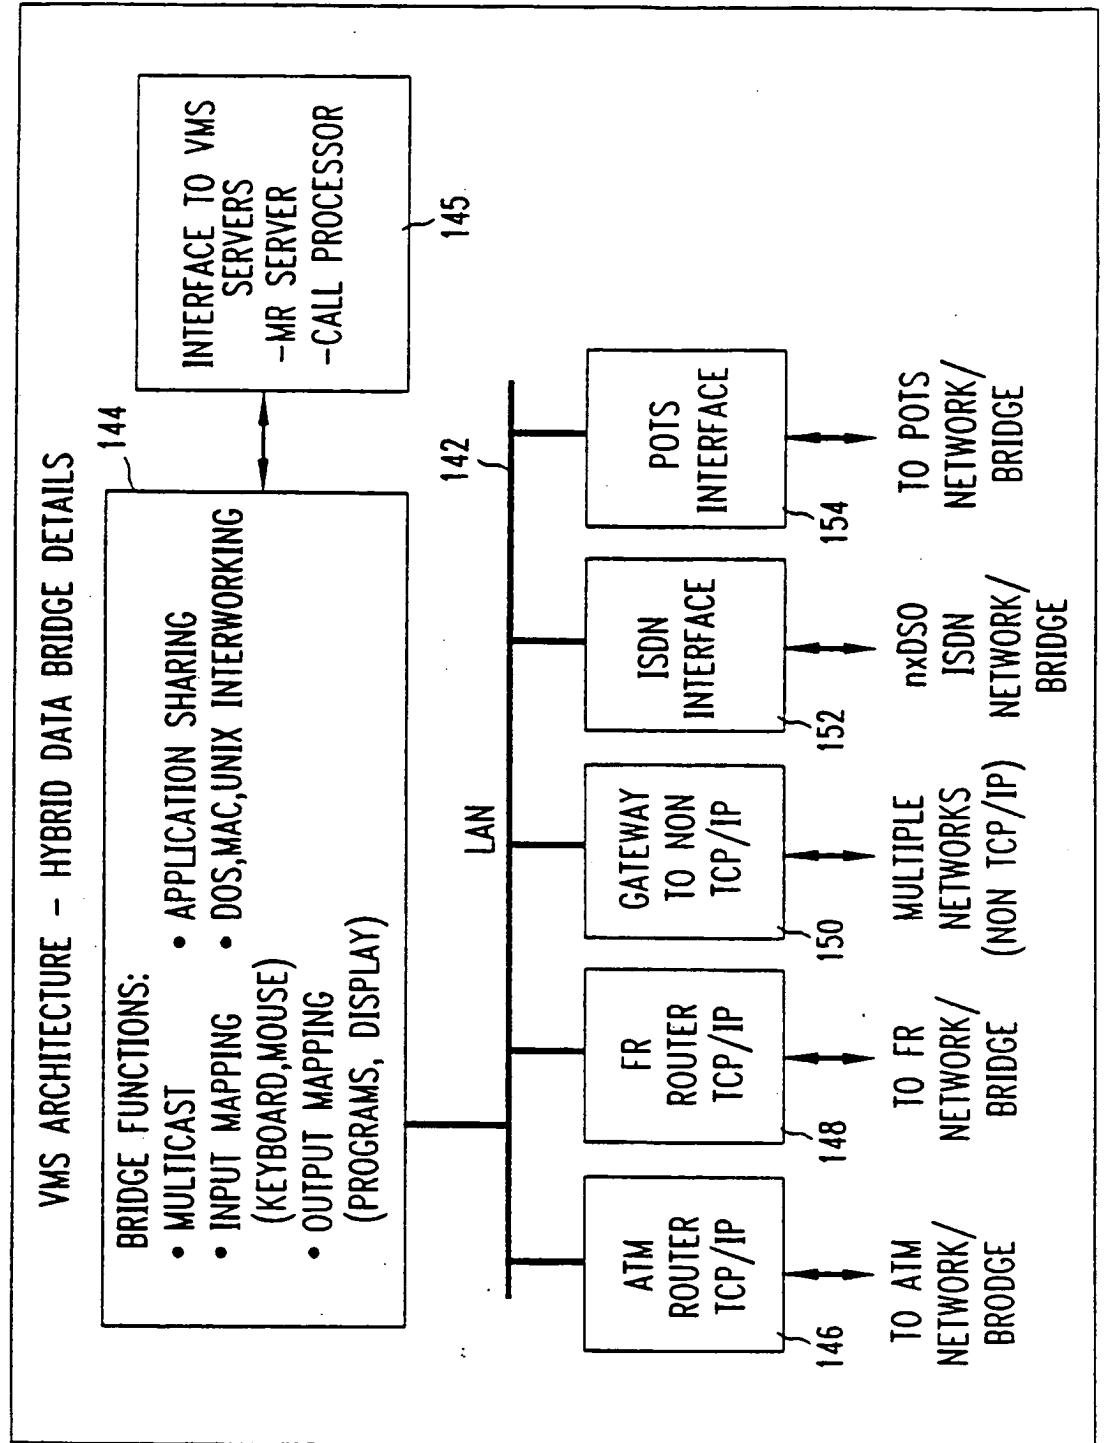 VMS ARCHITECTURE – HYBRID DATA BRIDGE DETAILS
BRIDGE FUNCTIONS:
• MULTICAST
• INPUT MAPPING
(KEYBOARD,MOUSE)
• OUTPUT MAPPING
(PROGRAMS, DISPLAY)
• APPLICATION SHARING
• DOS,MAC,UNIX INTERWORKING
144
INTERFACE TO VMS
SERVERS
–MR SERVER
–CALL PROCESSOR
145
LAN
142
ATM
ROUTER
TCP/IP
146
FR
ROUTER
TCP/IP
148
GATEWAY
TO NON
TCP/IP
150
ISDN
INTERFACE
152
POTS
INTERFACE
154
TO ATM
NETWORK/
BRODGE
TO FR
NETWORK/
BRIDGE
MULTIPLE
NETWORKS
(NON TCP/IP)
nxDSO
ISDN
NETWORK/
BRIDGE
TO POTS
NETWORK/
BRIDGE